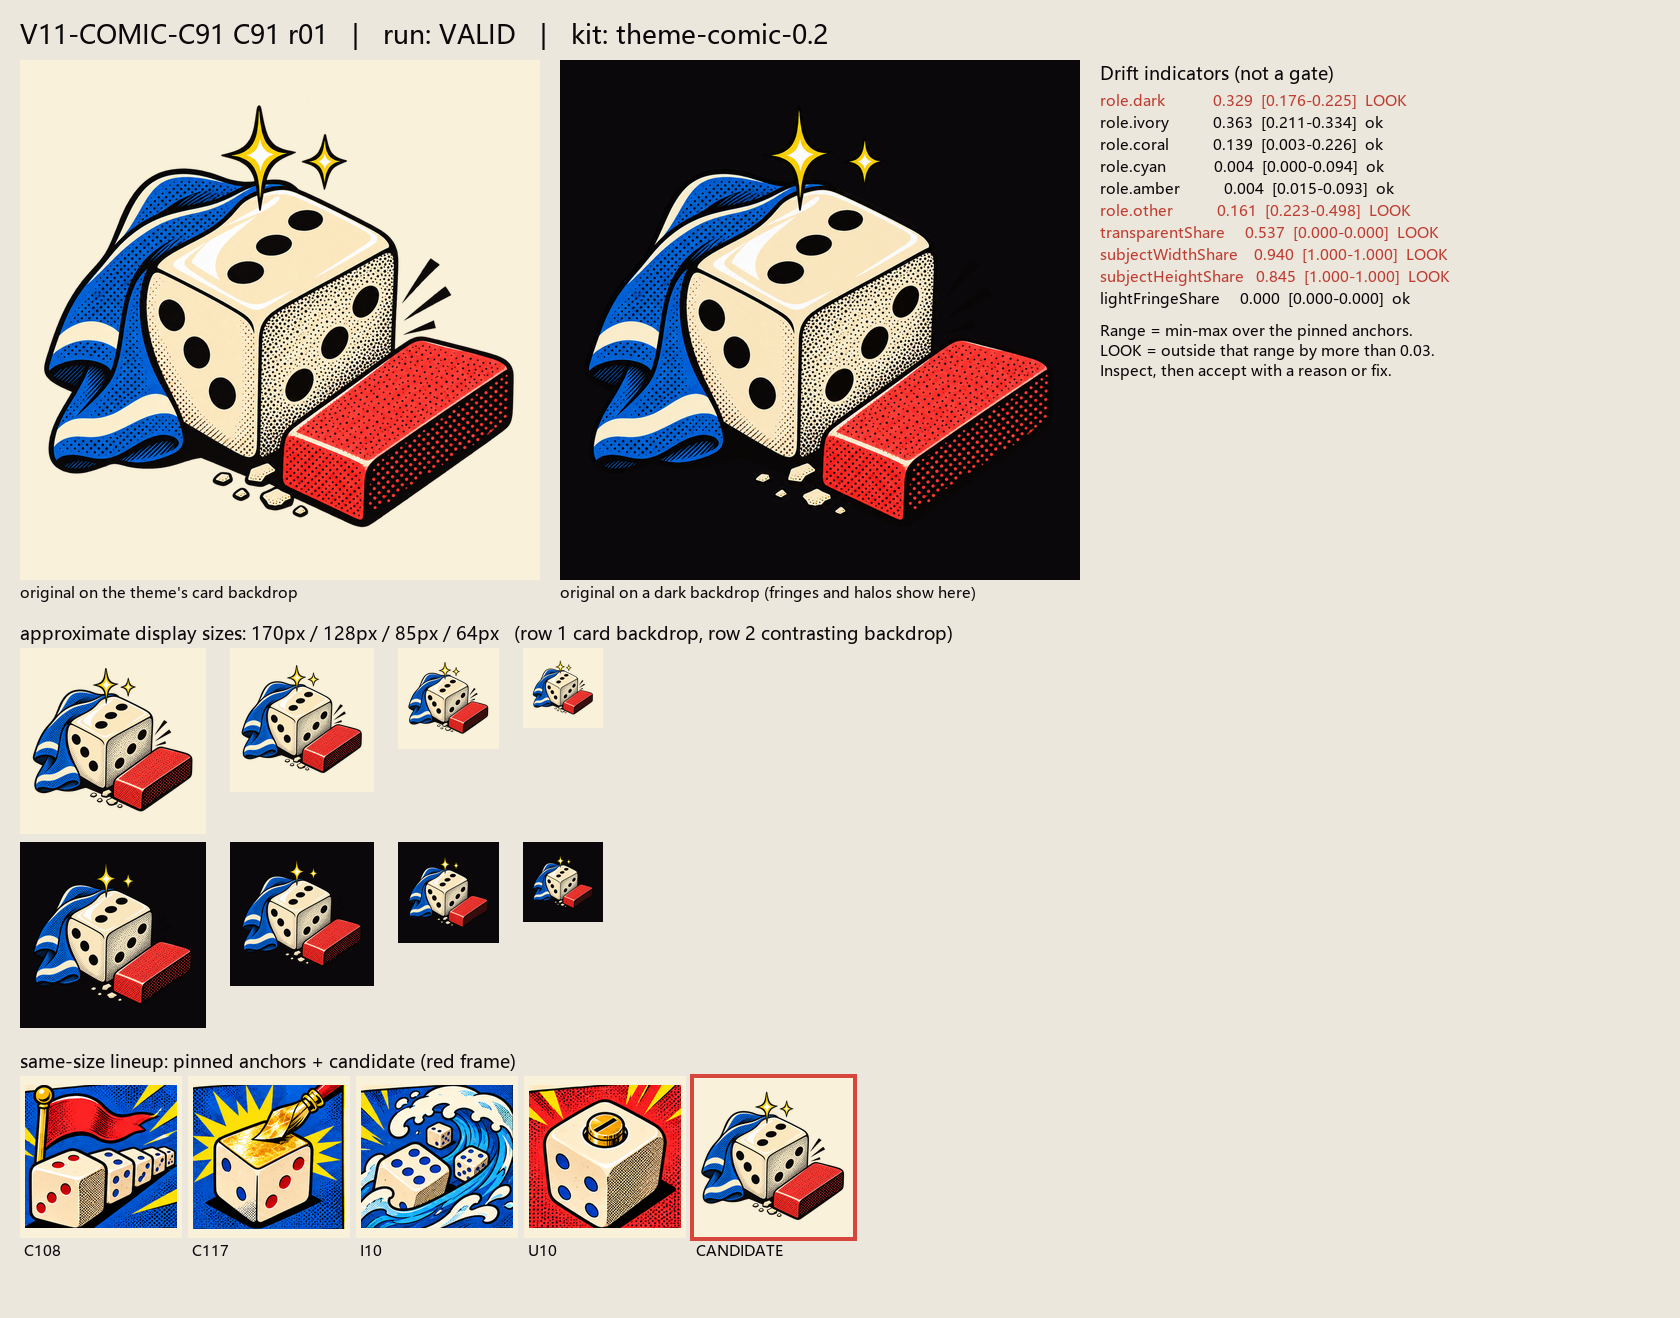 V11-COMIC-C91 C91 r01 | run: VALID | kit: theme-comic-0.2
Drift indicators (not a gate)
role.dark 0.329 [0.176-0.225] LOOK
role.ivory 0.363 [0.211-0.334] ok
role.coral 0.139 [0.003-0.226] ok
role.cyan 0.004 [0.000-0.094] ok
role.amber 0.004 [0.015-0.093] ok
role.other 0.161 [0.223-0.498] LOOK
transparentShare 0.537 [0.000-0.000] LOOK
subjectWidthShare 0.940 [1.000-1.000] LOOK
subjectHeightShare 0.845 [1.000-1.000] LOOK
lightFringeShare 0.000 [0.000-0.000] ok
Range = min-max over the pinned anchors.
LOOK = outside that range by more than 0.03.
Inspect, then accept with a reason or fix.
original on the theme's card backdrop
original on a dark backdrop (fringes and halos show here)
approximate display sizes: 170px / 128px / 85px / 64px (row 1 card backdrop, row 2 contrasting backdrop)
same-size lineup: pinned anchors + candidate (red frame)
C108
C117
I10
U10
CANDIDATE